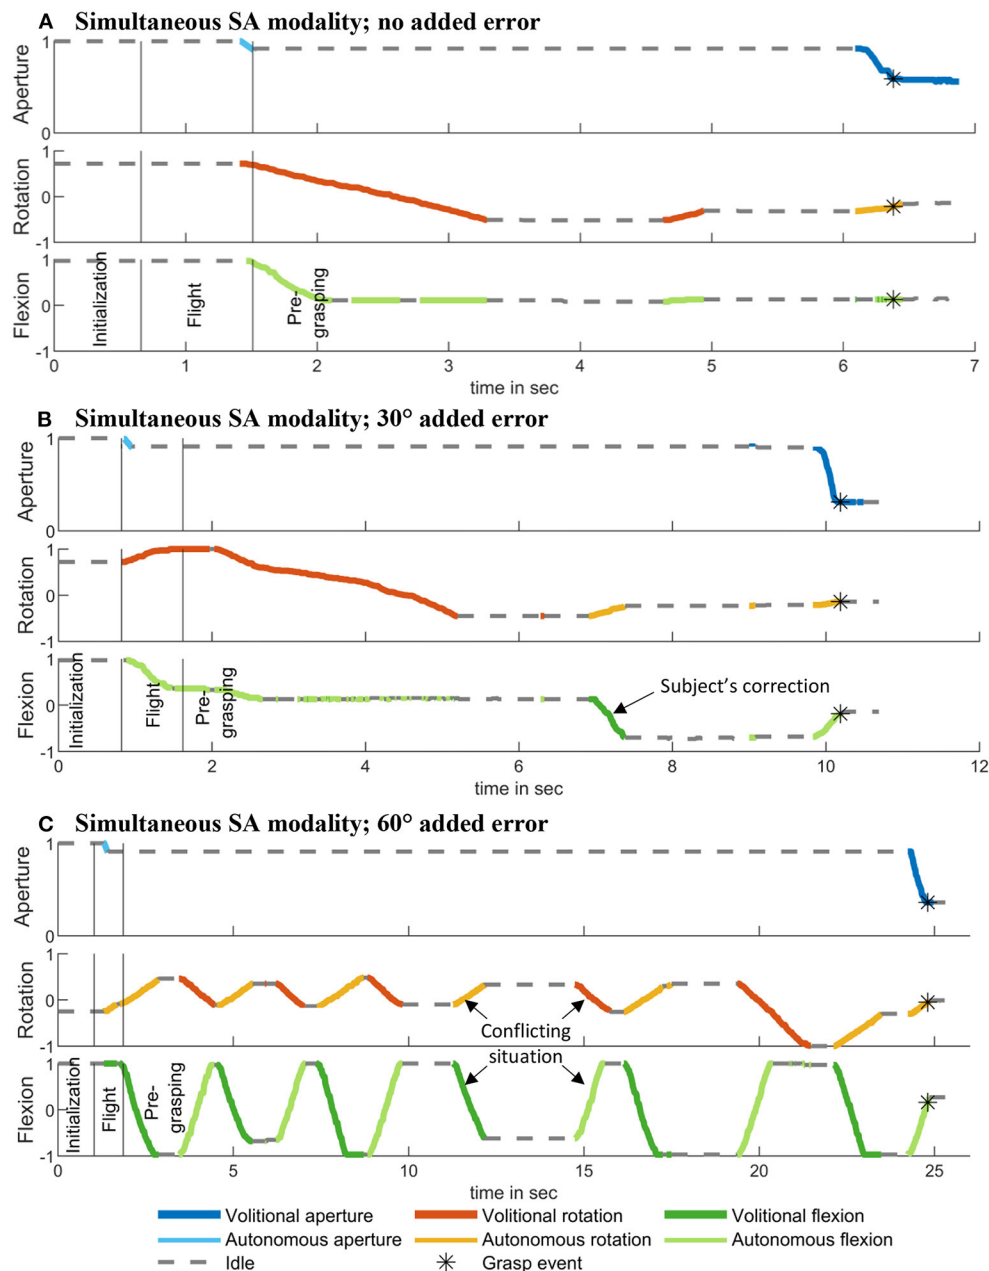 A Simultaneous SA modality; no added error
1
Aperture
0
1
Rotation
0
-1
1
Flexion
0
-1
Initialization
Flight
Pre-
grasping
0 1 2 3 4 5 6 7
time in sec
B Simultaneous SA modality; 30° added error
1
Aperture
0
1
Rotation
0
-1
1
Flexion
0
-1
Initialization
Flight
Pre-
grasping
Subject's correction
0 2 4 6 8 10 12
time in sec
C Simultaneous SA modality; 60° added error
1
Aperture
0
1
Rotation
0
-1
Conflicting
situation
1
Flexion
0
-1
Initialization
Flight
Pre-
grasping
0 5 10 15 20 25
time in sec
Volitional aperture Volitional rotation Volitional flexion
Autonomous aperture Autonomous rotation Autonomous flexion
Idle Grasp event